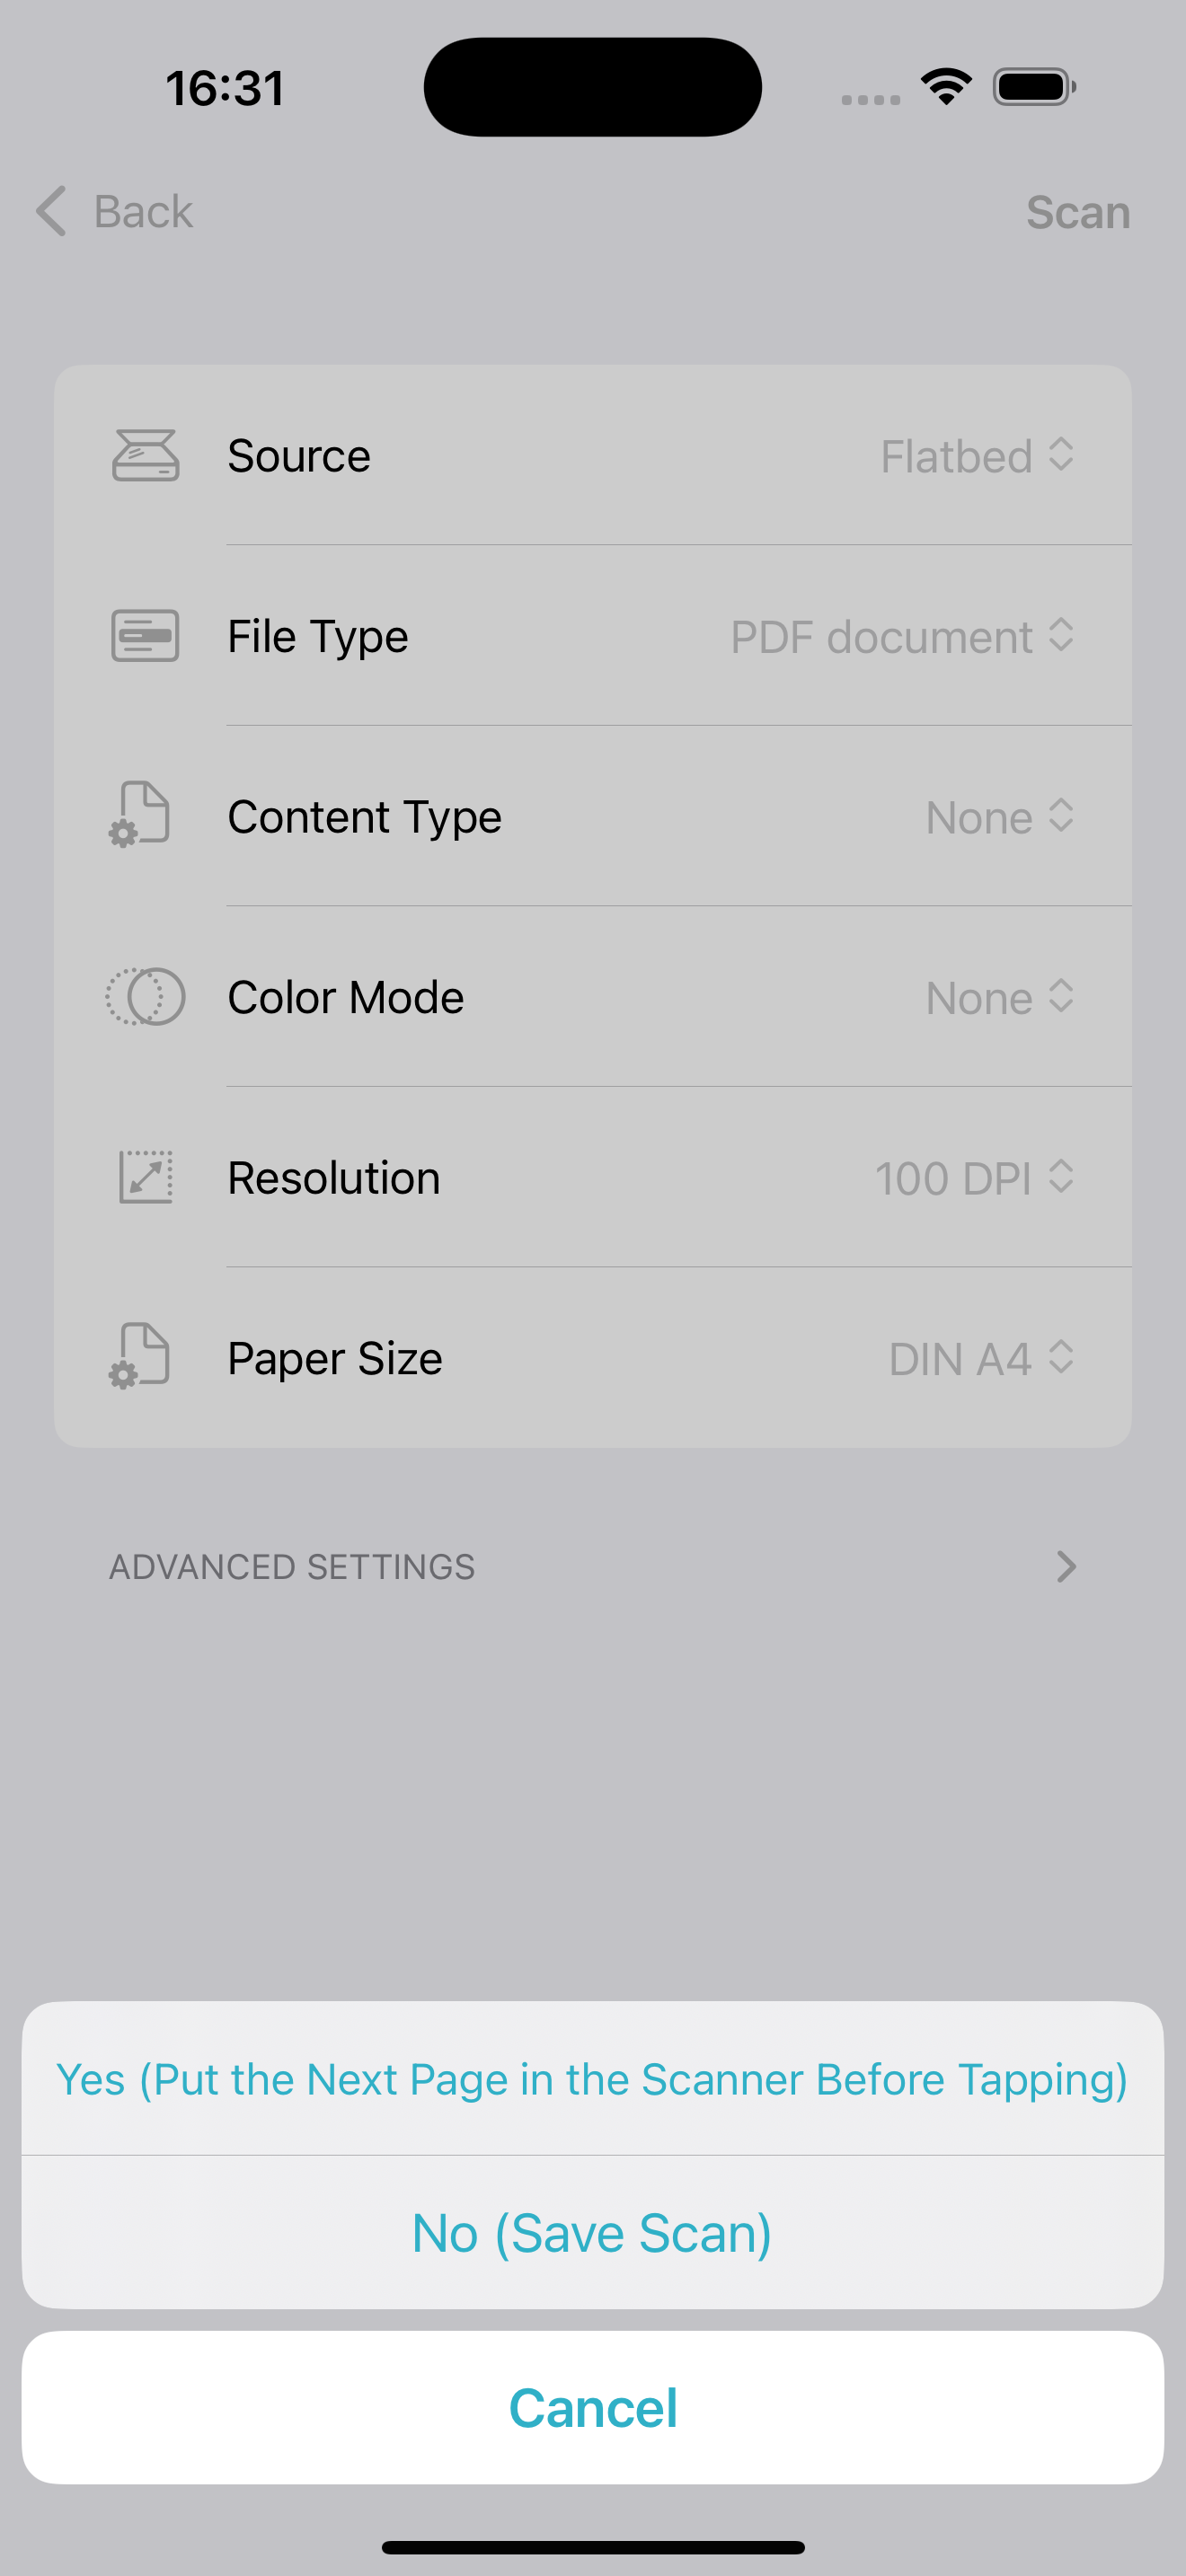 16:31
Back
Scan
Source
Flatbed
File Type
PDF document
Content Type
None
Color Mode
None
Resolution
100 DPI
Paper Size
DIN A4
ADVANCED SETTINGS
Yes (Put the Next Page in the Scanner Before Tapping)
No (Save Scan)
Cancel